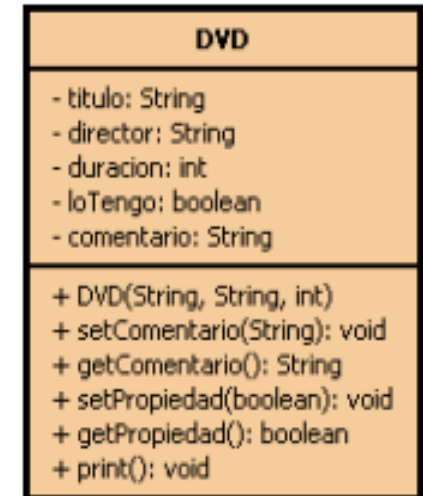 DVD
- titulo: String
- director: String
- duracion: int
- loTengo: boolean
- comentario: String
+ DVD(String, String, int)
+ setComentario(String): void
+ getComentario(): String
+ setPropiedad(boolean): void
+ getPropiedad(): boolean
+ print(): void